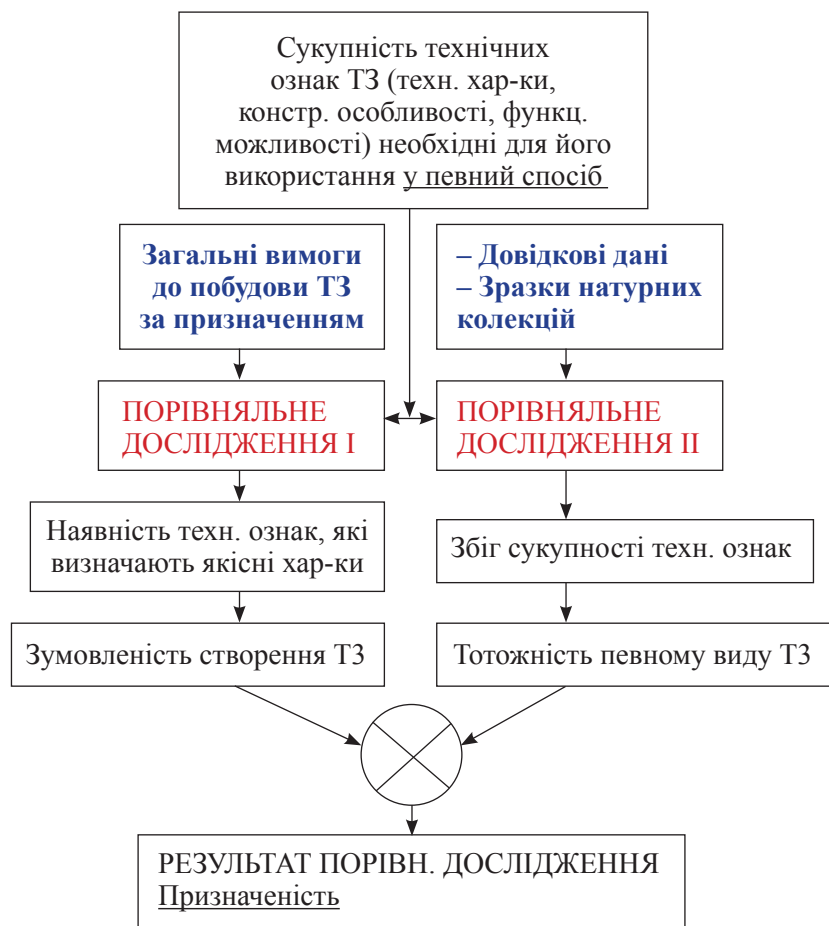 Сукупність технічних
ознак ТЗ (техн. хар-ки,
констр. особливості, функц.
можливості) необхідні для його
використання у певний спосіб
Загальні вимоги
до побудови ТЗ
за призначенням
– Довідкові дані
– Зразки натурних
колекцій
ПОРІВНЯЛЬНЕ
ДОСЛІДЖЕННЯ І
ПОРІВНЯЛЬНЕ
ДОСЛІДЖЕННЯ ІІ
Наявність техн. ознак, які
визначають якісні хар-ки
Збіг сукупності техн. ознак
Зумовленість створення ТЗ
Тотожність певному виду ТЗ
РЕЗУЛЬТАТ ПОРІВН. ДОСЛІДЖЕННЯ
Призначеність